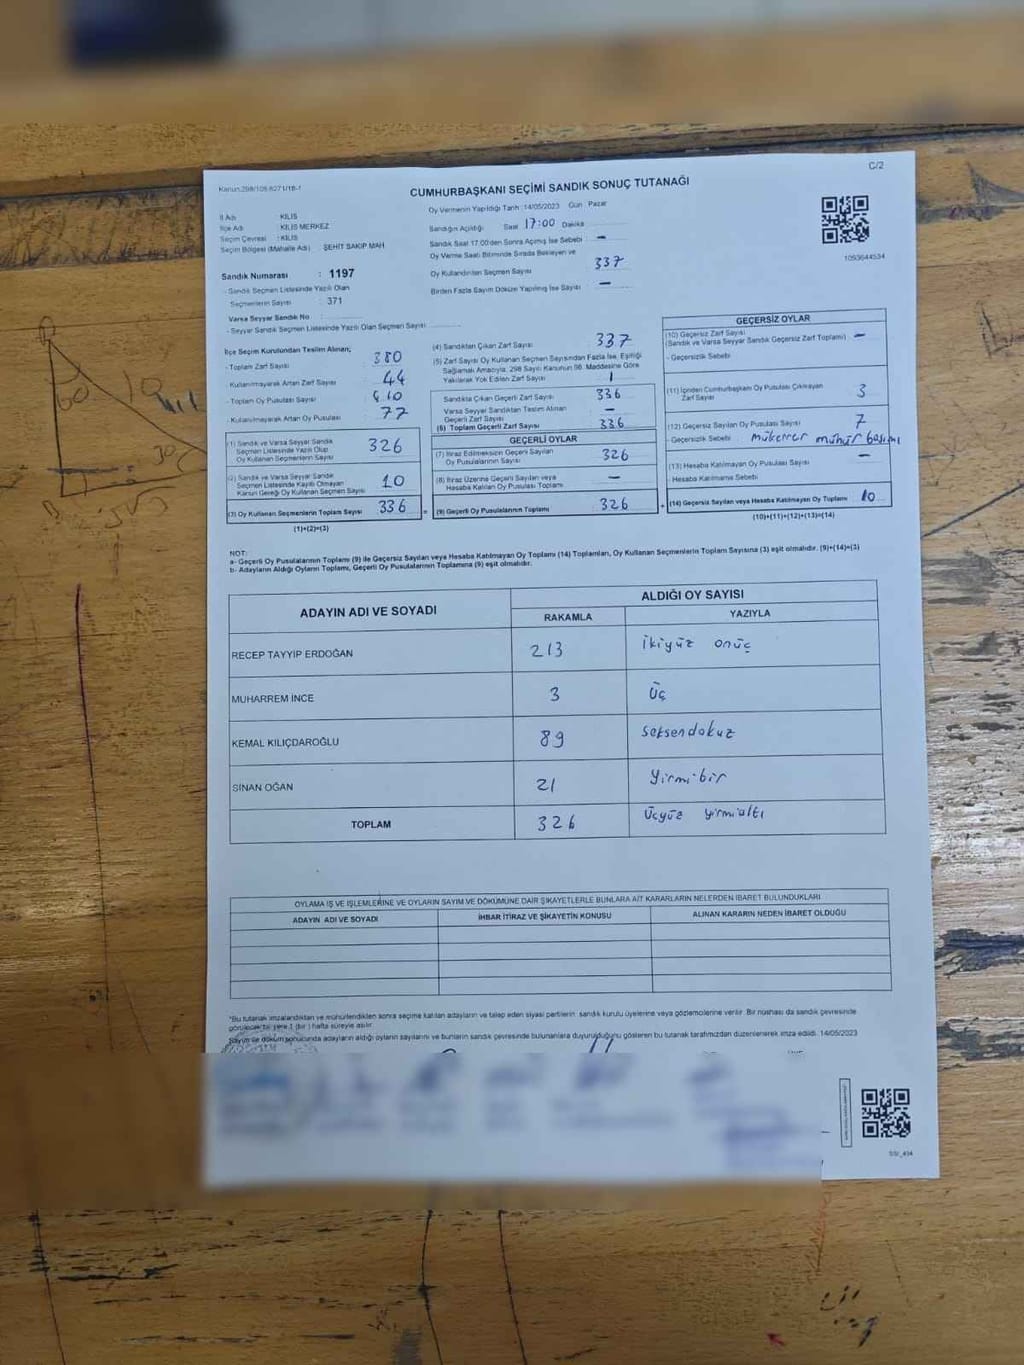 C/2
CUMHURBAŞKANI SEÇİMİ SANDIK SONUÇ TUTANAĞI
İl Adı KİLİS
İlçe Adı KİLİS MERKEZ
Seçim Çevresi : KİLİS
Seçim Bölgesi (Mahalle Adı) ŞEHİT SAKIP MAH
Sandık Numarası : 1197
- Sandık Seçmen Listesinde Yazılı Olan
Seçmenlerin Sayısı : 371
Varsa Seyyar Sandık No
- Seyyar Sandık Seçmen Listesinde Yazılı Olan Seçmen Sayısı
Oy Vermenin Yapıldığı Tarih :14/05/2023 Gün : Pazar
Sandığın Açıldığı Saat 17:00 Dakika
Sandık Saat 17.00'den Sonra Açılmış İse Sebebi : -
Oy Verme Saati Bitiminde Sırada Bekleyen ve
Oy Kullandırılan Seçmen Sayısı 337
Birden Fazla Sayım Döküm Yapılmış İse Sayısı -
1053644534
İlçe Seçim Kurulundan Teslim Alınan;
- Toplam Zarf Sayısı 380
- Kullanılmayarak Artan Zarf Sayısı 44
- Toplam Oy Pusulası Sayısı 410
- Kullanılmayarak Artan Oy Pusulası 77
(1) Sandık ve Varsa Seyyar Sandık
Seçmen Listesinde Yazılı Olup
Oy Kullanan Seçmenlerin Sayısı 326
(2) Sandık ve Varsa Seyyar Sandık
Seçmen Listesinde Kayıtlı Olmayan
Kanun Gereği Oy Kullanan Seçmen Sayısı 10
(3) Oy Kullanan Seçmenlerin Toplam Sayısı 336
(1)+(2)=(3)
(4) Sandıktan Çıkan Zarf Sayısı 337
(5) Zarf Sayısı Oy Kullanan Seçmen Sayısından Fazla İse, Eşitliği
Sağlamak Amacıyla, 298 Sayılı Kanunun 98. Maddesine Göre
Yakılarak Yok Edilen Zarf Sayısı 1
Sandıkta Çıkan Geçerli Zarf Sayısı 336
Varsa Seyyar Sandıktan Teslim Alınan
Geçerli Zarf Sayısı -
(6) Toplam Geçerli Zarf Sayısı 336
GEÇERLİ OYLAR
(7) İtiraz Edilmeksizin Geçerli Sayılan
Oy Pusulalarının Sayısı 326
(8) İtiraz Üzerine Geçerli Sayılan veya
Hesaba Katılan Oy Pusulası Toplamı -
= (9) Geçerli Oy Pusulalarının Toplamı 326
GEÇERSİZ OYLAR
(10) Geçersiz Zarf Sayısı
(Sandık ve Varsa Seyyar Sandık Geçersiz Zarf Toplamı) -
- Geçersizlik Sebebi
(11) İçinden Cumhurbaşkanı Oy Pusulası Çıkmayan
Zarf Sayısı 3
(12) Geçersiz Sayılan Oy Pusulası Sayısı 7
- Geçersizlik Sebebi mükerrer mühür basımı
(13) Hesaba Katılmayan Oy Pusulası Sayısı -
- Hesaba Katılmama Sebebi
+ (14) Geçersiz Sayılan veya Hesaba Katılmayan Oy Toplamı 10
(10)+(11)+(12)+(13)=(14)
NOT:
a- Geçerli Oy Pusulalarının Toplamı (9) ile Geçersiz Sayılan veya Hesaba Katılmayan Oy Toplamı (14) Toplamları, Oy Kullanan Seçmenlerin Toplam Sayısına (3) eşit olmalıdır. (9)+(14)=(3)
b- Adayların Aldığı Oyların Toplamı, Geçerli Oy Pusulalarının Toplamına (9) eşit olmalıdır.
ADAYIN ADI VE SOYADI ALDIĞI OY SAYISI
RAKAMLA YAZIYLA
RECEP TAYYİP ERDOĞAN 213 ikiyüz onüç
MUHARREM İNCE 3 üç
KEMAL KILIÇDAROĞLU 89 seksendokuz
SİNAN OĞAN 21 yirmibir
TOPLAM 326 üçyüz yirmialtı
OYLAMA İŞ VE İŞLEMLERİNE VE OYLARIN SAYIM VE DÖKÜMÜNE DAİR ŞİKAYETLERLE BUNLARA AİT KARARLARIN NELERDEN İBARET BULUNDUKLARI
ADAYIN ADI VE SOYADI İHBAR İTİRAZ VE ŞİKAYETİN KONUSU ALINAN KARARIN NEDEN İBARET OLDUĞU
*Bu tutanak imzalandıktan ve mühürlendikten sonra seçime katılan adayların ve talep eden siyasi partilerin: sandık kurulu üyelerine veya gözlemcilerine verilir. Bir nüshası da sandık çevresinde
görülecek bir yere 1 (bir ) hafta süreyle asılır.
Sayım ve döküm sonucunda adayların aldığı oyların sayılarını ve bunların sandık çevresinde bulunanlara duyurulduğunu gösteren bu tutanak tarafımızdan düzenlenerek imza edildi. 14/05/2023
60
30